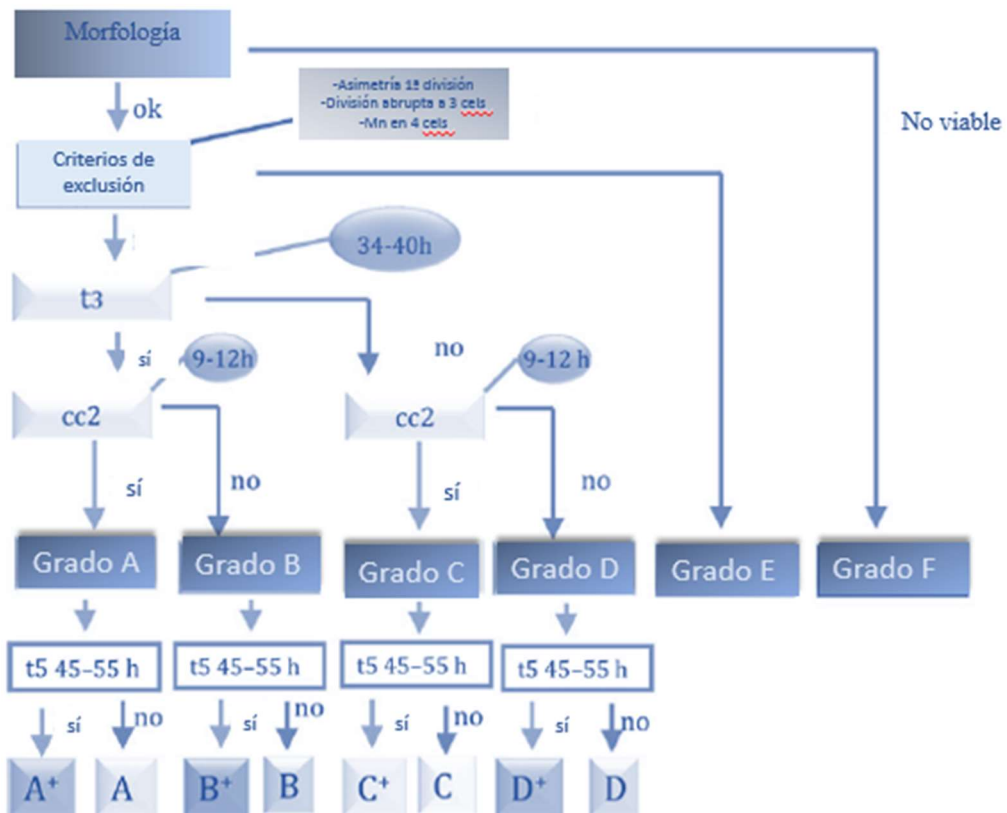 Morfología
ok
-Asimetría 1ª división
-División abrupta a 3 cels
-Mn en 4 cels
No viable
Criterios de
exclusión
34-40h
t3
sí
9-12h
no
9-12 h
cc2
cc2
sí
no
sí
no
Grado A
Grado B
Grado C
Grado D
Grado E
Grado F
t5 45-55 h
t5 45-55 h
t5 45-55 h
t5 45-55 h
sí
no
sí
no
sí
no
sí
no
A+
A
B+
B
C+
C
D+
D